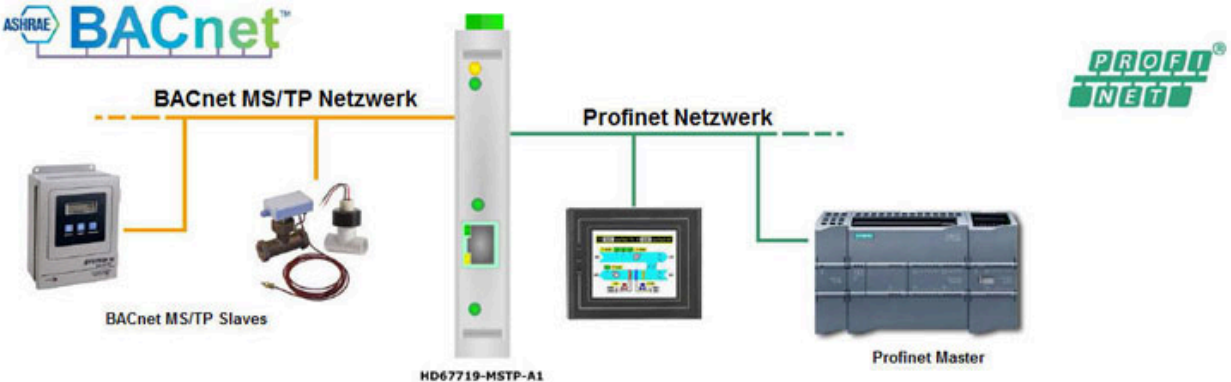 ASHRAE BACnet™
PROFI®
NET
BACnet MS/TP Netzwerk
Profinet Netzwerk
BACnet MS/TP Slaves
Profinet Master
HD67719-MSTP-A1